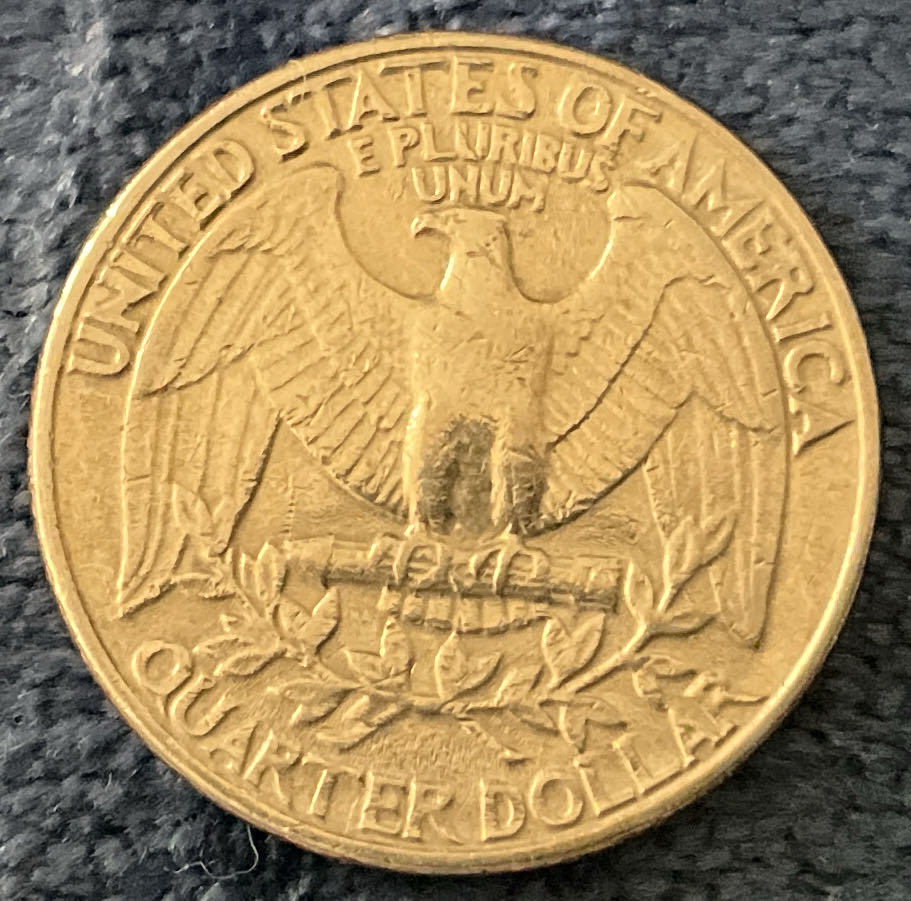 UNITED STATES OF AMERICA
E PLURIBUS
UNUM
QUARTER DOLLAR